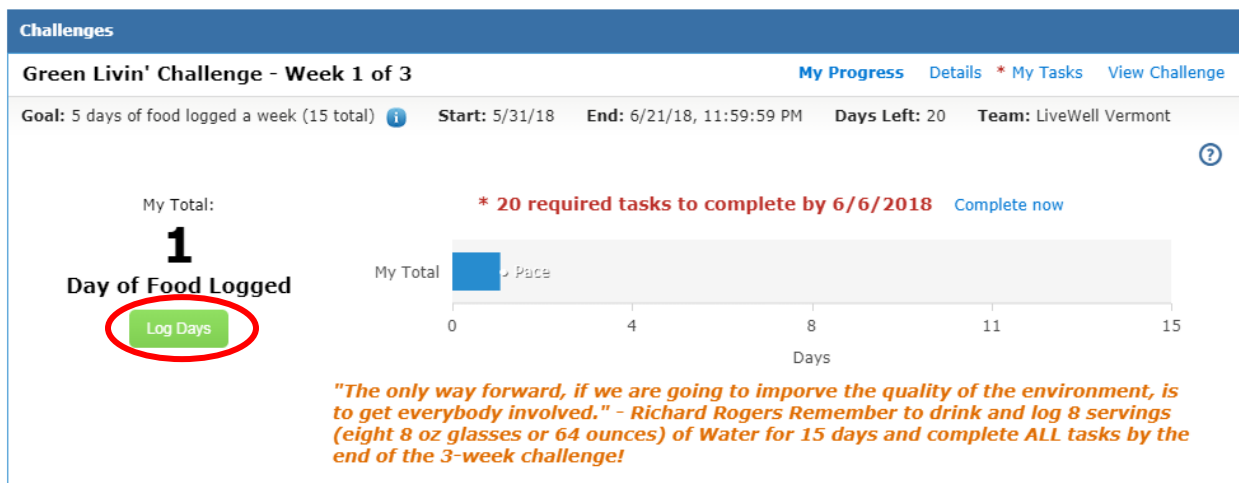 Challenges
Green Livin' Challenge - Week 1 of 3 My Progress Details * My Tasks View Challenge
Goal: 5 days of food logged a week (15 total) i Start: 5/31/18 End: 6/21/18, 11:59:59 PM Days Left: 20 Team: LiveWell Vermont
?
My Total:
1
Day of Food Logged
Log Days
* 20 required tasks to complete by 6/6/2018 Complete now
My Total Pace
0 4 8 11 15
Days
"The only way forward, if we are going to imporve the quality of the environment, is
to get everybody involved." - Richard Rogers Remember to drink and log 8 servings
(eight 8 oz glasses or 64 ounces) of Water for 15 days and complete ALL tasks by the
end of the 3-week challenge!